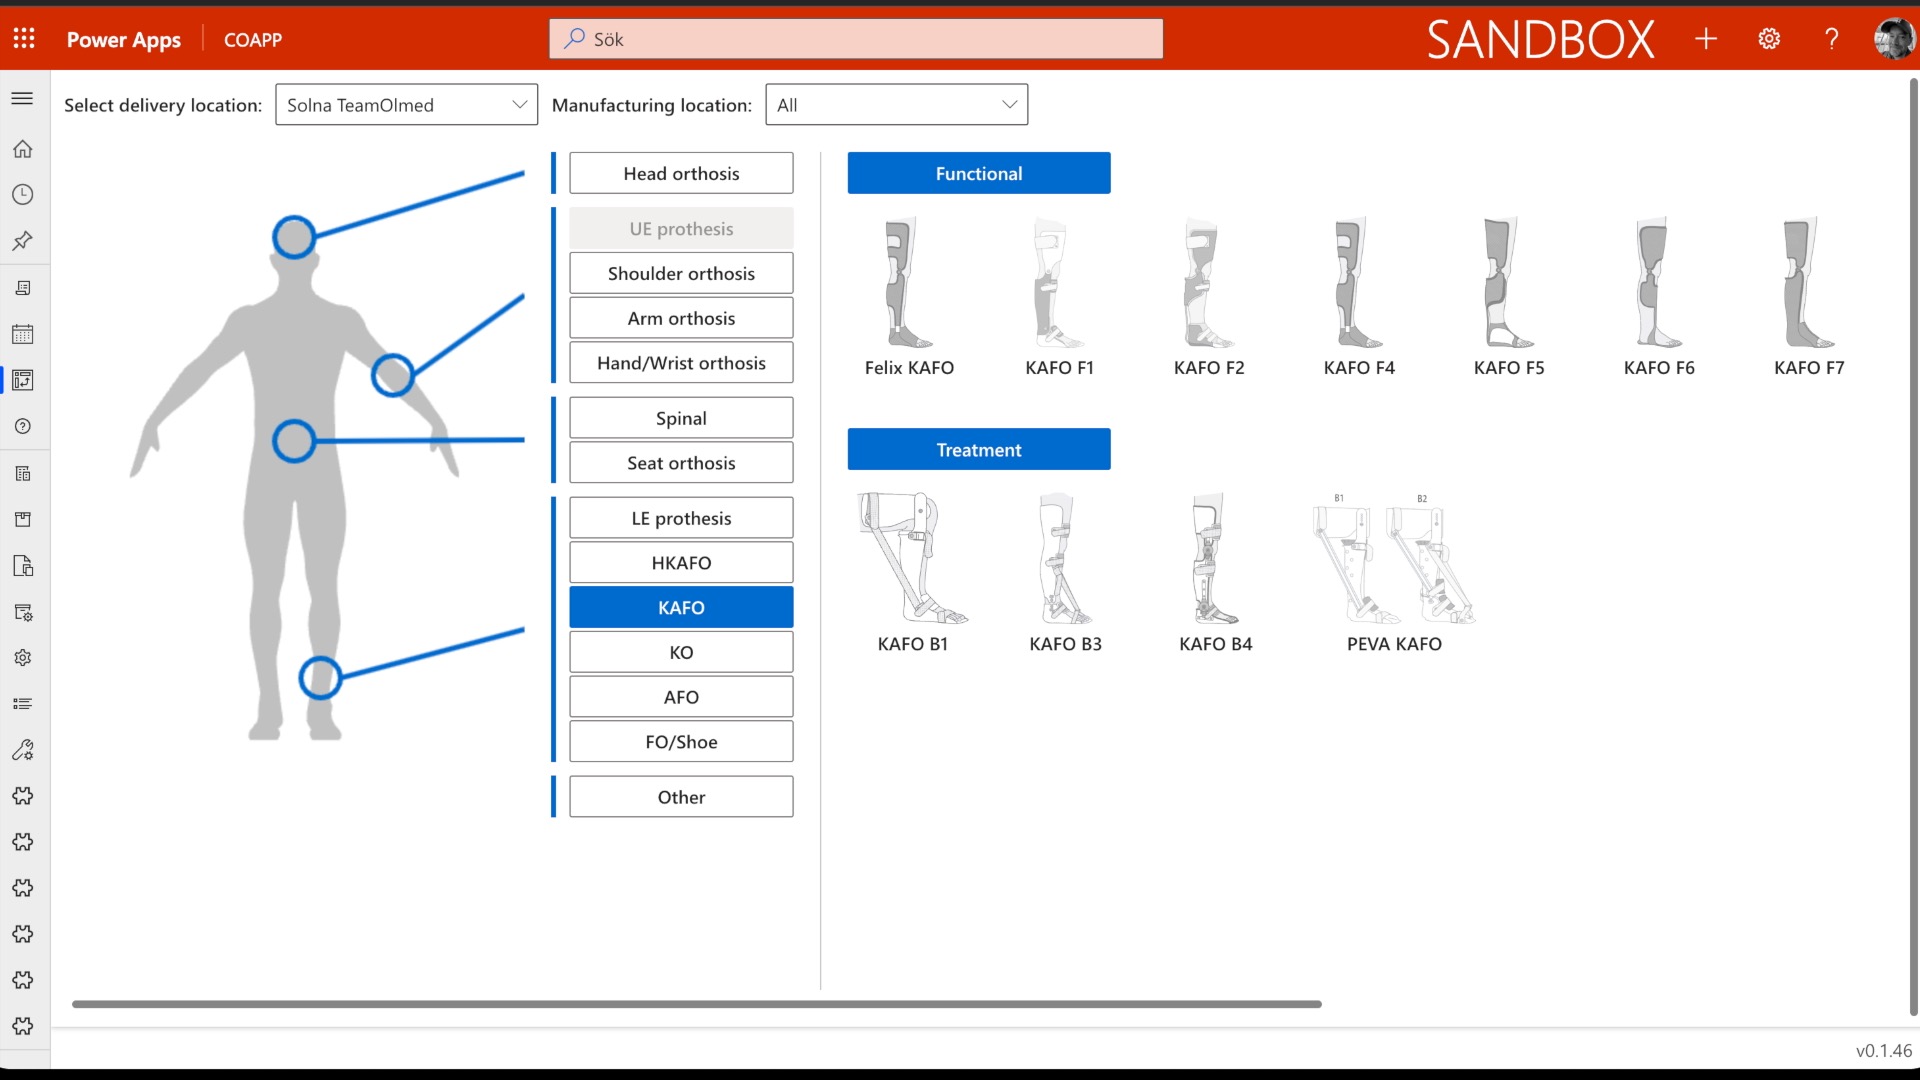 Power Apps
COAPP
Sök
SANDBOX
Select delivery location:
Solna TeamOlmed
Manufacturing location:
All
Head orthosis
UE prothesis
Shoulder orthosis
Arm orthosis
Hand/Wrist orthosis
Spinal
Seat orthosis
LE prothesis
HKAFO
KAFO
KO
AFO
FO/Shoe
Other
Functional
Felix KAFO
KAFO F1
KAFO F2
KAFO F4
KAFO F5
KAFO F6
KAFO F7
Treatment
B1
B2
KAFO B1
KAFO B3
KAFO B4
PEVA KAFO
v0.1.46